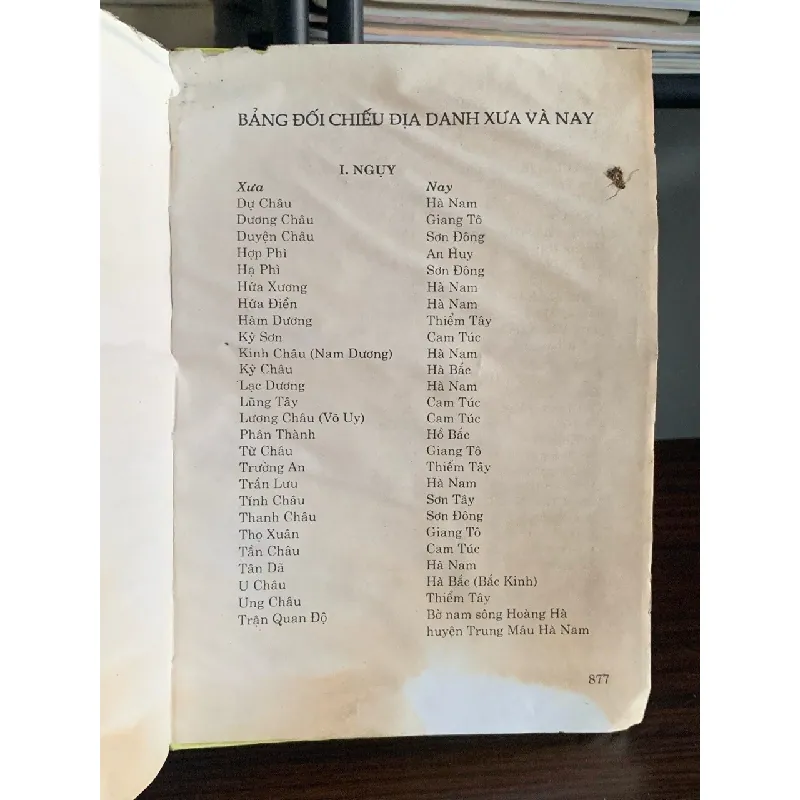 BẢNG ĐỐI CHIẾU ĐỊA DANH XƯA VÀ NAY
I. NGỤY
Xưa Nay
Dự Châu Hà Nam
Dương Châu Giang Tô
Duyện Châu Sơn Đông
Hợp Phì An Huy
Hạ Phì Sơn Đông
Hứa Xương Hà Nam
Hứa Điền Hà Nam
Hàm Dương Thiểm Tây
Kỳ Sơn Cam Túc
Kinh Châu (Nam Dương) Hà Nam
Ký Châu Hà Bắc
Lạc Dương Hà Nam
Lũng Tây Cam Túc
Lương Châu (Võ Uy) Cam Túc
Phàn Thành Hồ Bắc
Từ Châu Giang Tô
Trường An Thiểm Tây
Trần Lưu Hà Nam
Tính Châu Sơn Tây
Thanh Châu Sơn Đông
Thọ Xuân Giang Tô
Tần Châu Cam Túc
Tân Dã Hà Nam
U Châu Hà Bắc (Bắc Kinh)
Ung Châu Thiểm Tây
Trận Quan Độ Bờ nam sông Hoàng Hà
huyện Trung Mâu Hà Nam
877